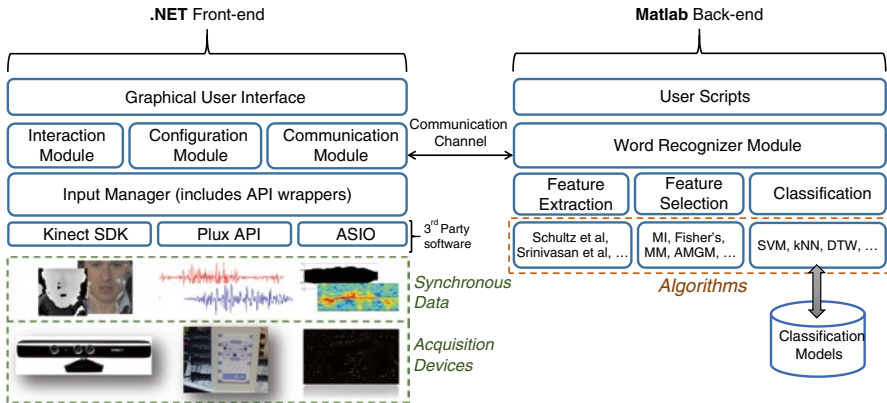 .NET Front-end
Graphical User Interface
Interaction
Module
Configuration
Module
Communication
Module
Input Manager (includes API wrappers)
Kinect SDK
Plux API
ASIO
3rd Party
software
Synchronous
Data
Acquisition
Devices
Communication
Channel
Matlab Back-end
User Scripts
Word Recognizer Module
Feature
Extraction
Feature
Selection
Classification
Schultz et al,
Srinivasan et al, ...
MI, Fisher's,
MM, AMGM, ...
SVM, kNN, DTW, ...
Algorithms
Classification
Models